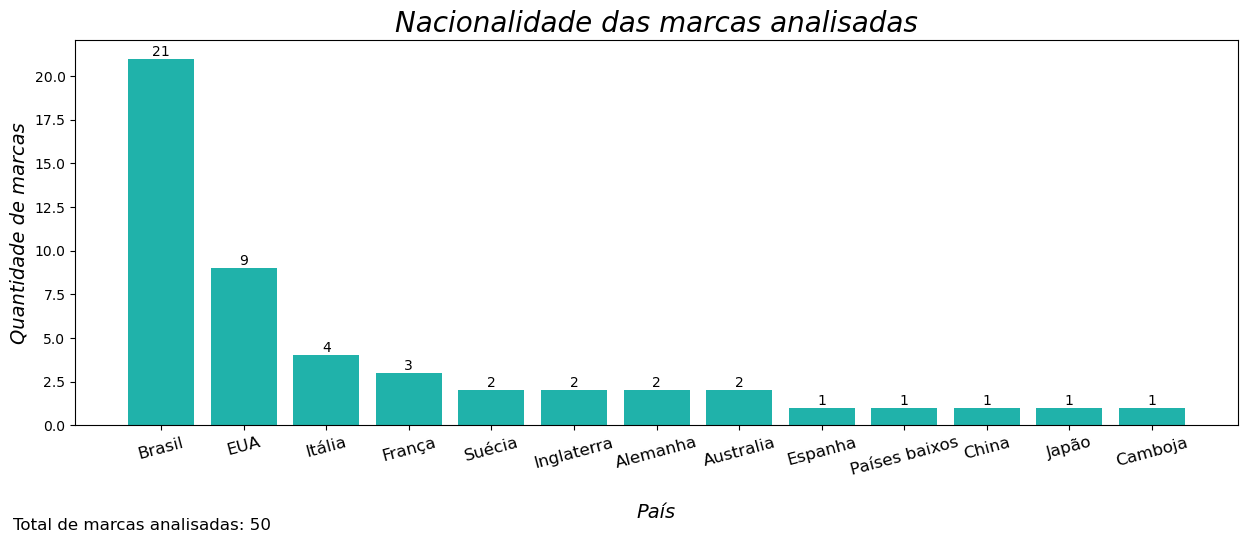 Nacionalidade das marcas analisadas
Quantidade de marcas
20.0
17.5
15.0
12.5
10.0
7.5
5.0
2.5
0.0
21
9
4
3
2
2
2
2
1
1
1
1
1
Brasil
EUA
Itália
França
Suécia
Inglaterra
Alemanha
Australia
Espanha
Países baixos
China
Japão
Camboja
País
Total de marcas analisadas: 50